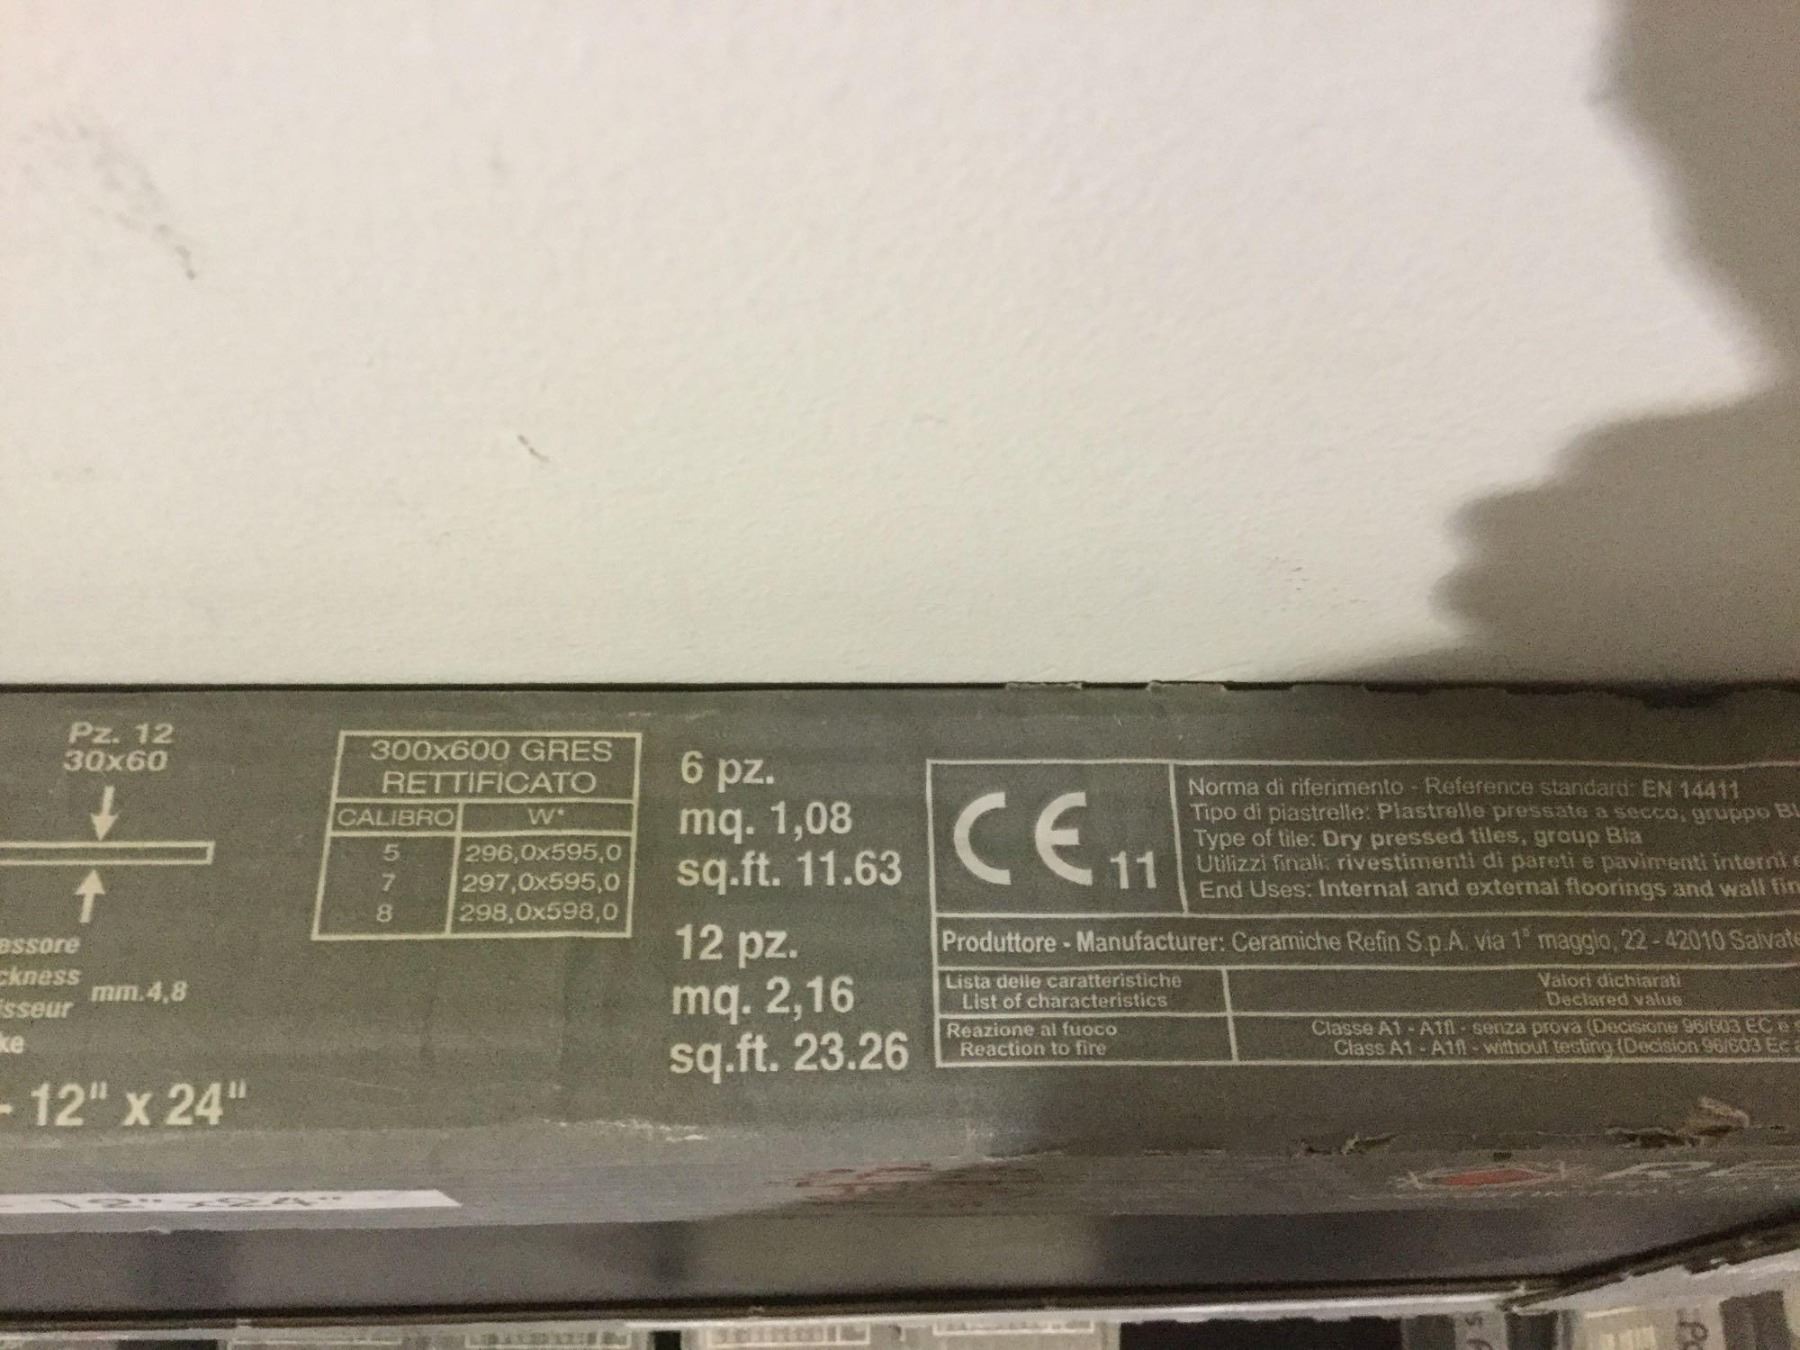 Pz. 12
30x60
essore
ckness
isseur
mm.4,8
ke
- 12" x 24"
300x600 GRES
RETTIFICATO
CALIBRO W*
5 296,0x595,0
7 297,0x595,0
8 298,0x598,0
6 pz.
mq. 1,08
sq.ft. 11.63
12 pz.
mq. 2,16
sq.ft. 23.26
CE 11
Norma di riferimento - Reference standard: EN 14411
Tipo di piastrelle: Piastrelle pressate a secco, gruppo BI
Type of tile: Dry pressed tiles, group BIa
Utilizzi finali: rivestimenti di pareti e pavimenti interni e
End Uses: Internal and external floorings and wall fin
Produttore - Manufacturer: Ceramiche Refin S.p.A. via 1° maggio, 22 - 42010 Salvate
Lista delle caratteristiche
List of characteristics
Valori dichiarati
Declared value
Reazione al fuoco
Reaction to fire
Classe A1 - A1fl - senza prova (Decisione 96/603 EC e s
Class A1 - A1fl - without testing (Decision 96/603 Ec a
12" x24"